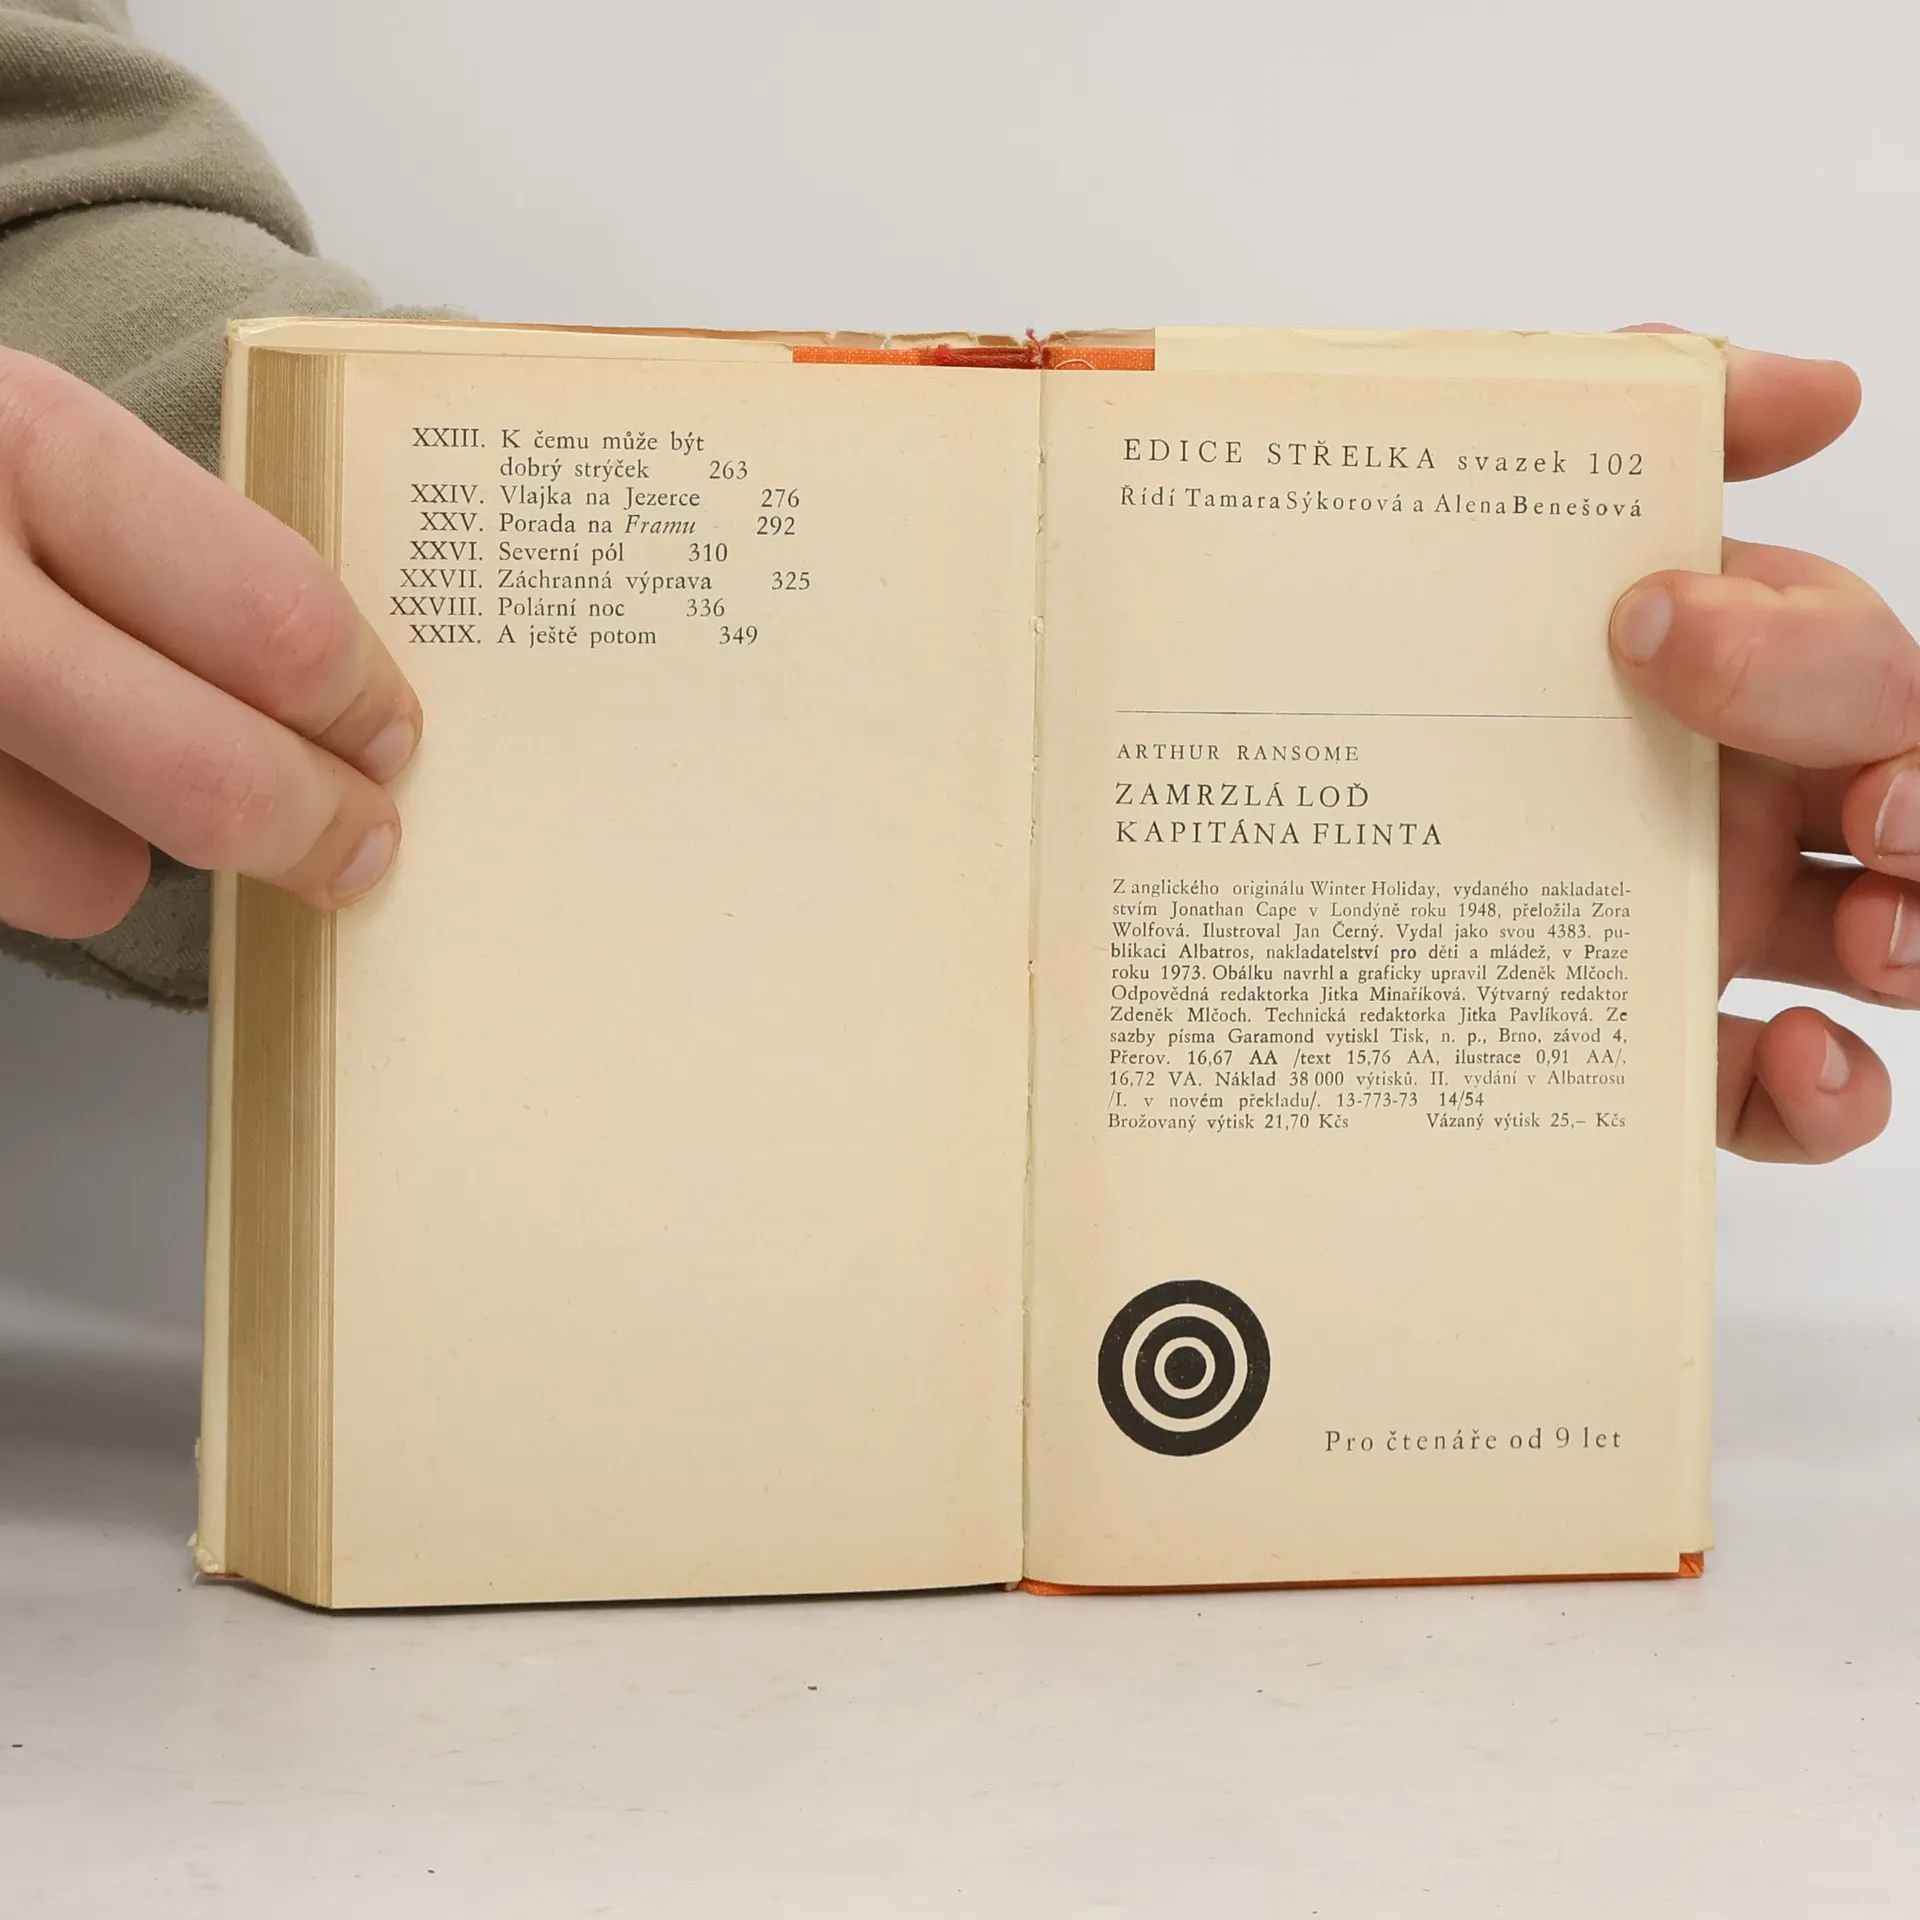 XXIII. K čemu může být
dobrý strýček 263
XXIV. Vlajka na Jezerce 276
XXV. Porada na Framu 292
XXVI. Severní pól 310
XXVII. Záchranná výprava 325
XXVIII. Polární noc 336
XXIX. A ještě potom 349
EDICE STŘELKA svazek 102
Řídí Tamara Sýkorová a Alena Benešová
ARTHUR RANSOME
ZAMRZLÁ LOĎ
KAPITÁNA FLINTA
Z anglického originálu Winter Holiday, vydaného nakladatel-
stvím Jonathan Cape v Londýně roku 1948, přeložila Zora
Wolfová. Ilustroval Jan Černý. Vydal jako svou 4383. pu-
blikaci Albatros, nakladatelství pro děti a mládež, v Praze
roku 1973. Obálku navrhl a graficky upravil Zdeněk Mlčoch.
Odpovědná redaktorka Jitka Minaříková. Výtvarný redaktor
Zdeněk Mlčoch. Technická redaktorka Jitka Pavlíková. Ze
sazby písma Garamond vytiskl Tisk, n. p., Brno, závod 4,
Přerov. 16,67 AA /text 15,76 AA, ilustrace 0,91 AA/,
16,72 VA. Náklad 38 000 výtisků. II. vydání v Albatrosu
/I. v novém překladu/. 13-773-73 14/54
Brožovaný výtisk 21,70 Kčs Vázaný výtisk 25,– Kčs
Pro čtenáře od 9 let